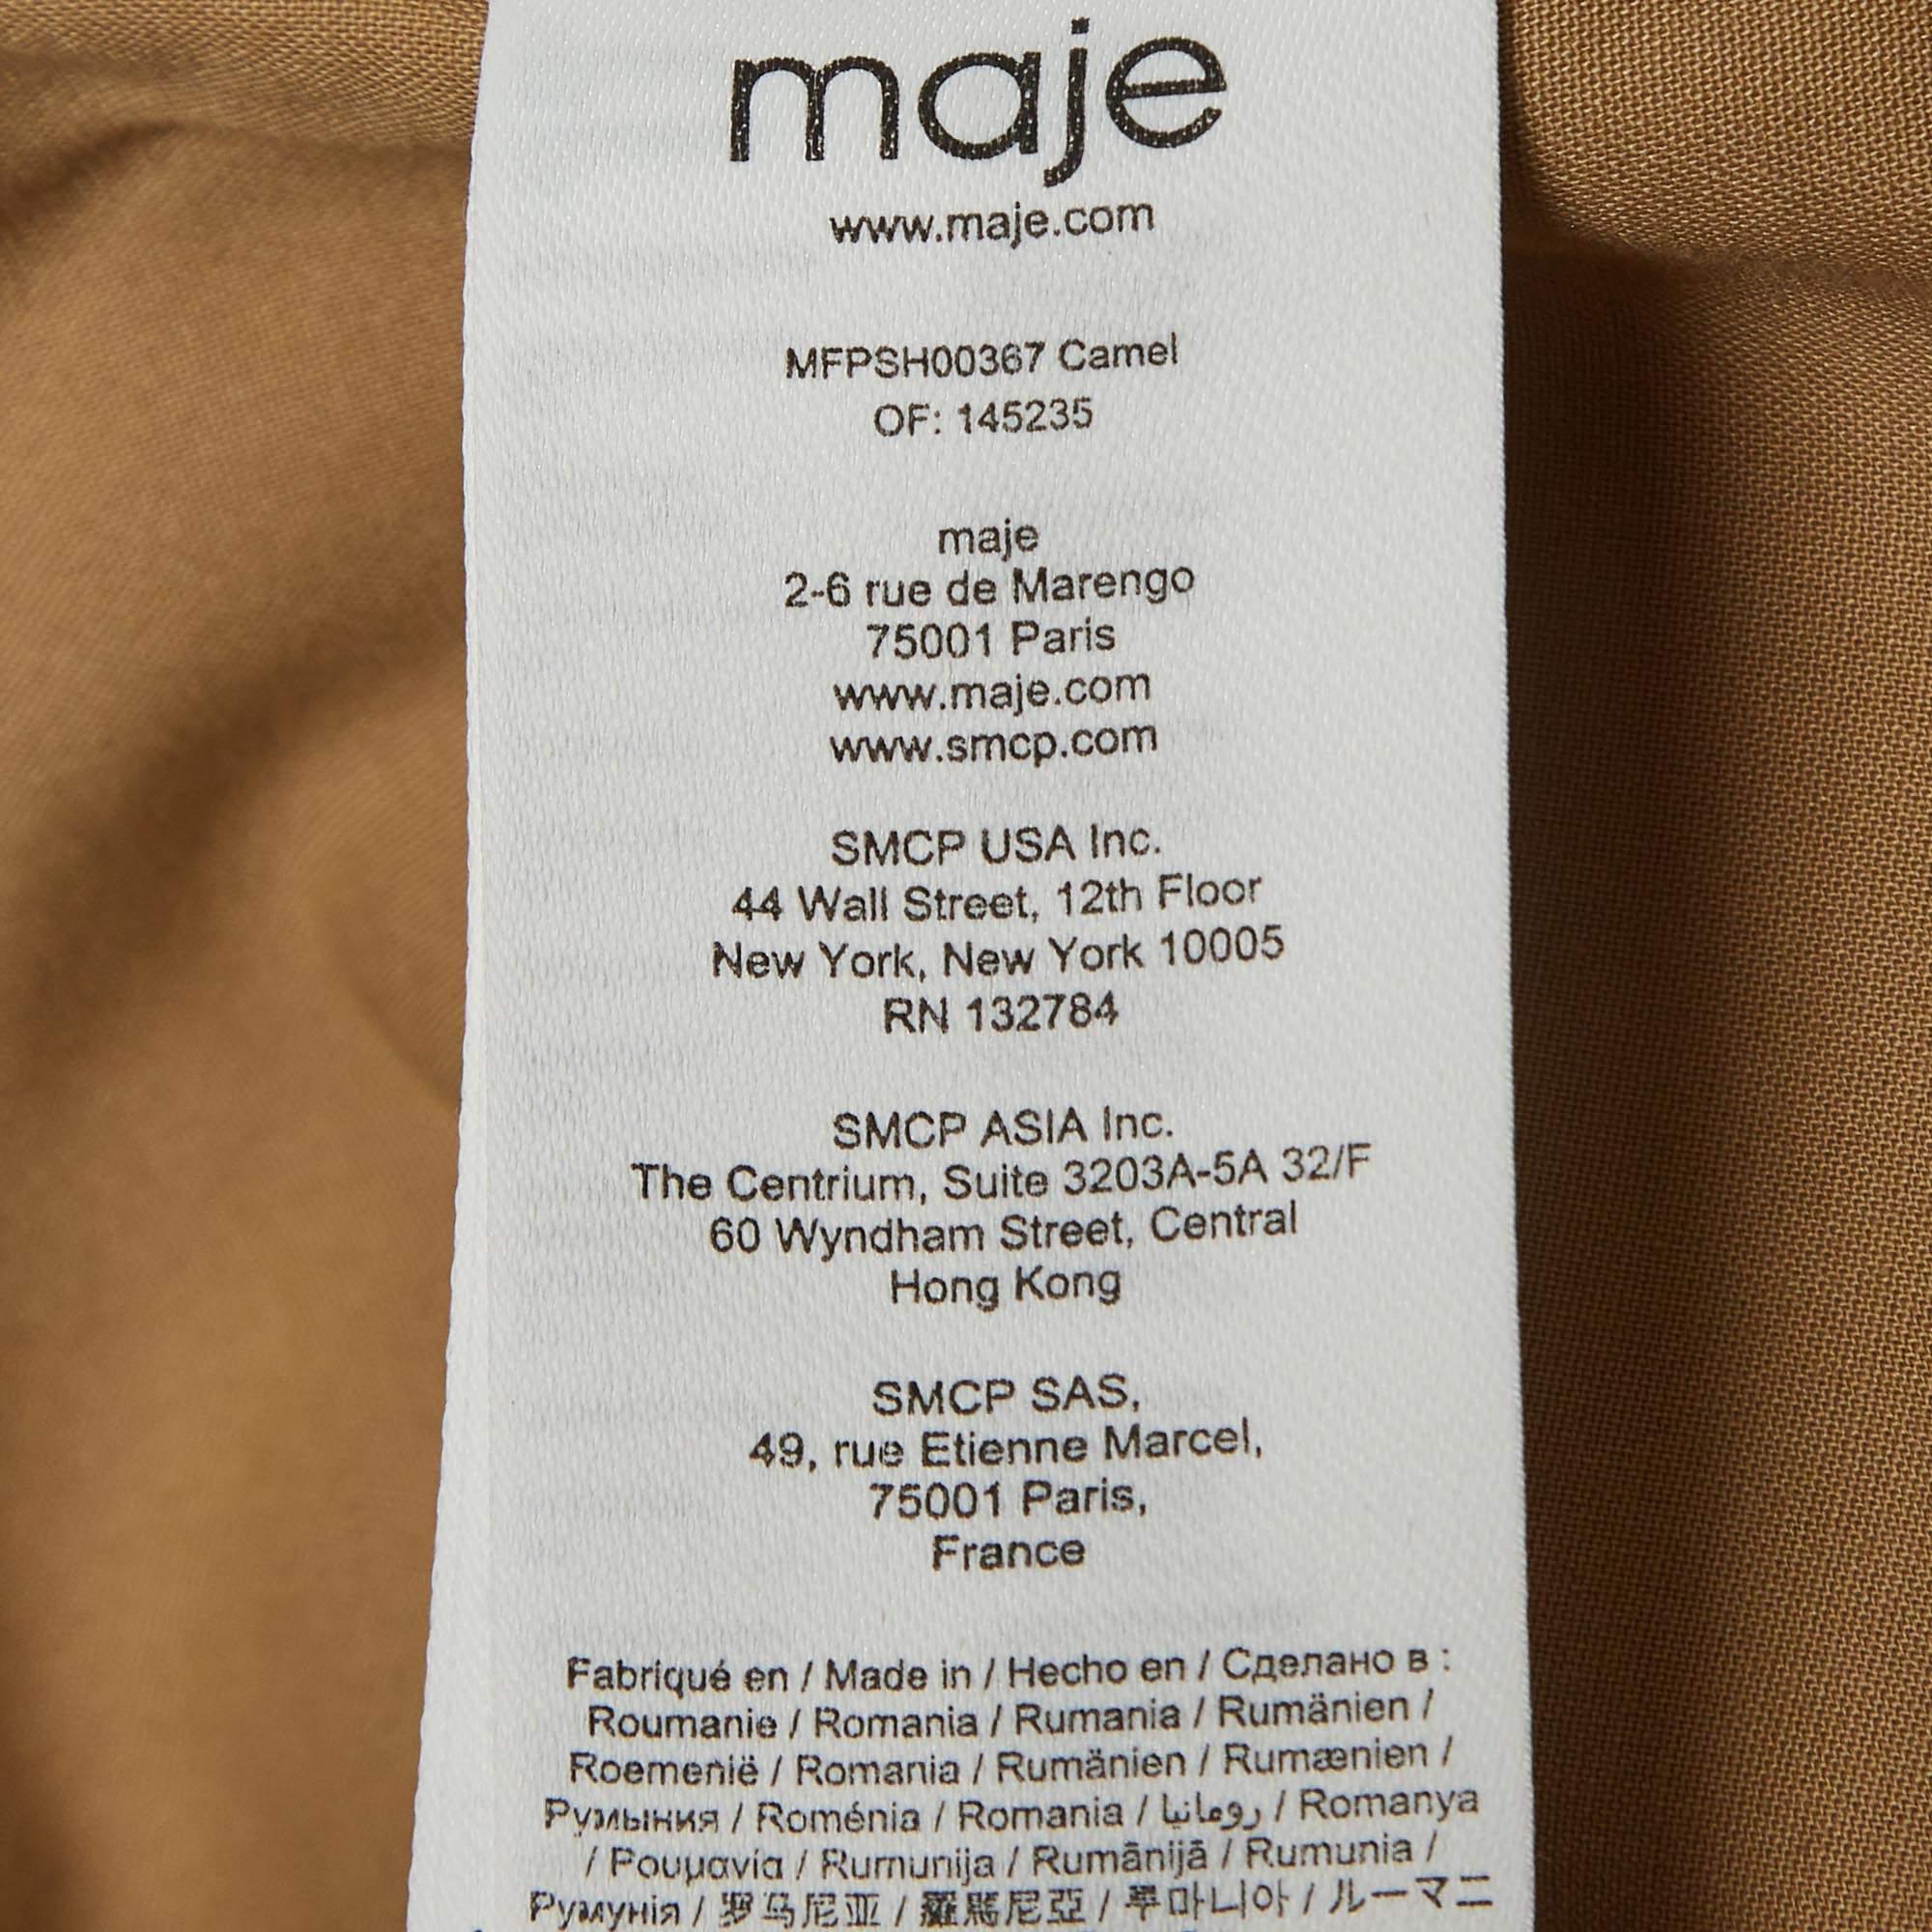 maje
www.maje.com
MFPSH00367 Camel
OF: 145235
maje
2-6 rue de Marengo
75001 Paris
www.maje.com
www.smcp.com
SMCP USA Inc.
44 Wall Street, 12th Floor
New York, New York 10005
RN 132784
SMCP ASIA Inc.
The Centrium, Suite 3203A-5A 32/F
60 Wyndham Street, Central
Hong Kong
SMCP SAS,
49, rue Etienne Marcel,
75001 Paris,
France
Fabriqué en / Made in / Hecho en / Сделано в :
Roumanie / Romania / Rumania / Rumänien /
Roemenië / Romania / Rumänien / Rumænien /
Румыния / Roménia / Romania / رومانيا / Romanya
/ Ρουμανία / Rumunija / Rumānijā / Rumunia /
Румунія / 罗马尼亚 / 羅馬尼亞 / 루마니아 / ルーマニ